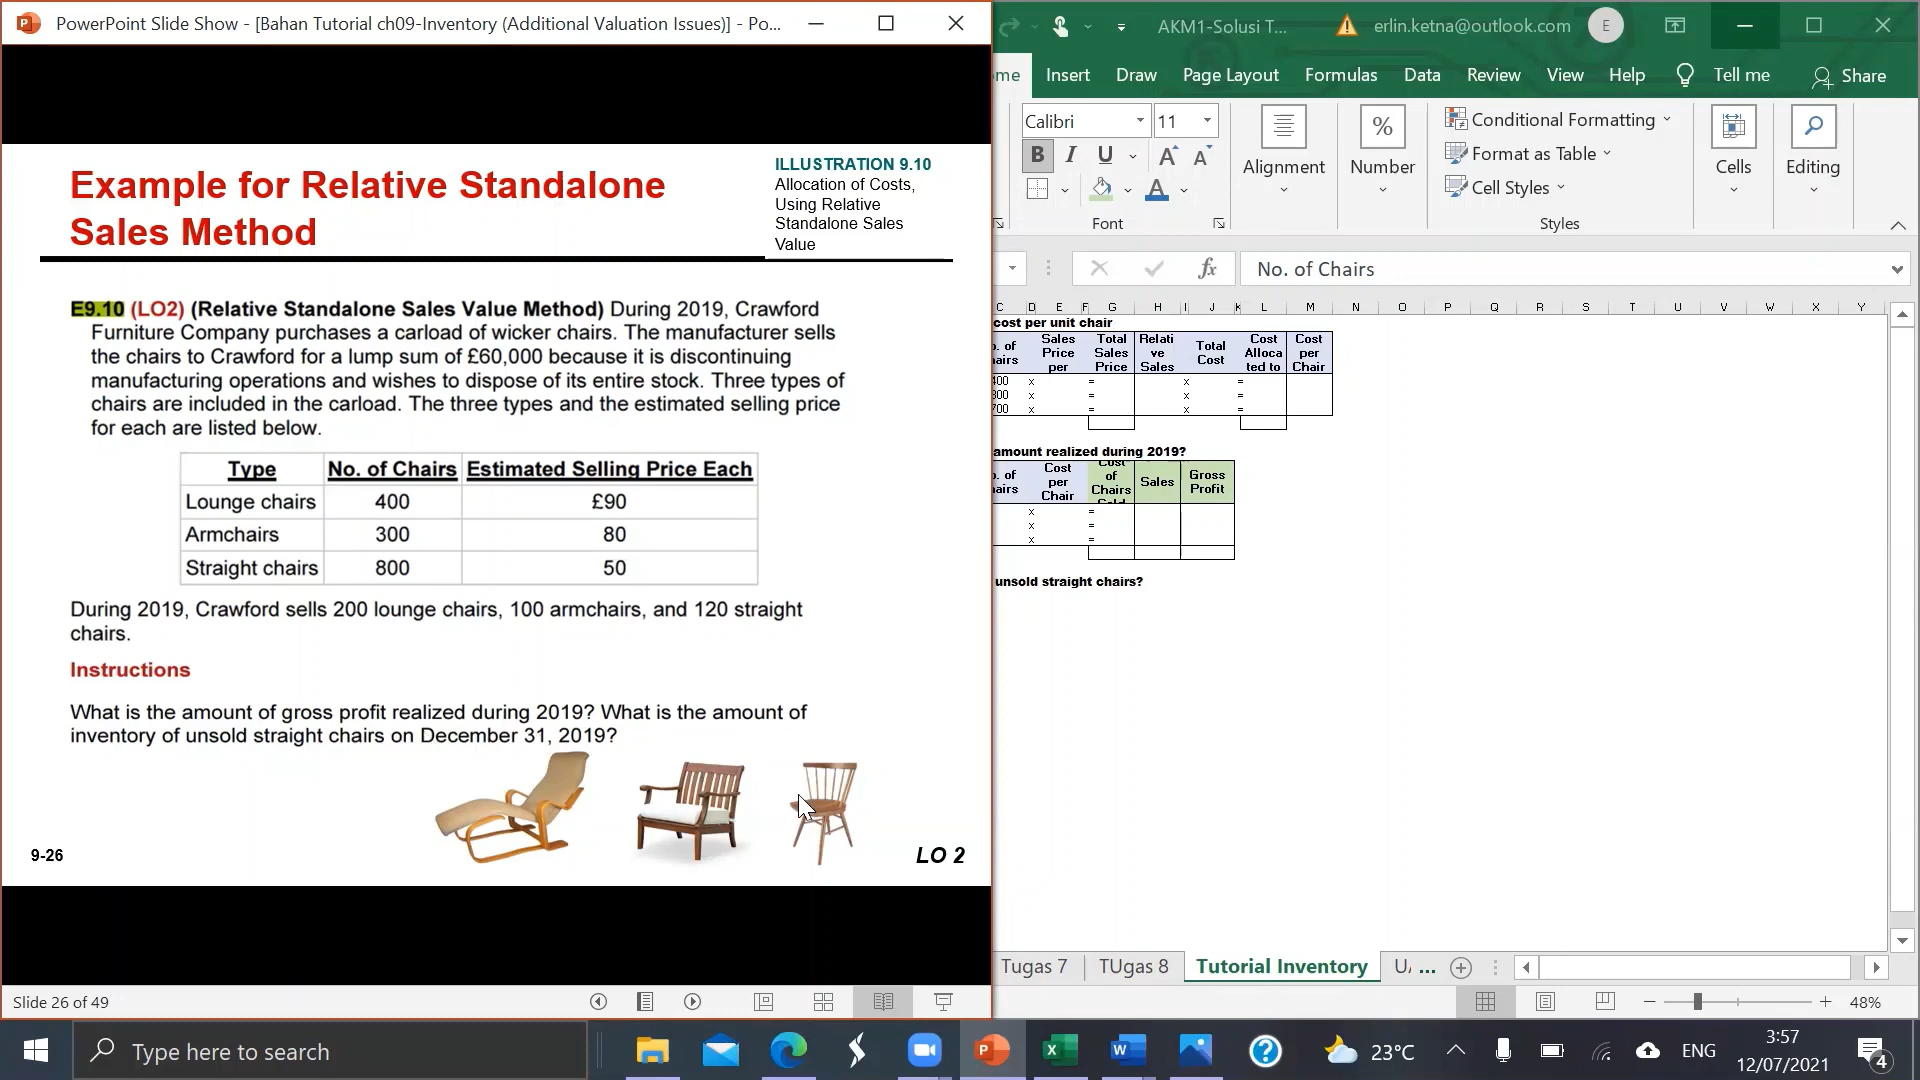 PowerPoint Slide Show - [Bahan Tutorial ch09-Inventory (Additional Valuation Issues)] - Po...
Example for Relative Standalone
Sales Method
ILLUSTRATION 9.10
Allocation of Costs,
Using Relative
Standalone Sales
Value
E9.10 (LO2) (Relative Standalone Sales Value Method) During 2019, Crawford
Furniture Company purchases a carload of wicker chairs. The manufacturer sells
the chairs to Crawford for a lump sum of £60,000 because it is discontinuing
manufacturing operations and wishes to dispose of its entire stock. Three types of
chairs are included in the carload. The three types and the estimated selling price
for each are listed below.
Type No. of Chairs Estimated Selling Price Each
Lounge chairs 400 £90
Armchairs 300 80
Straight chairs 800 50
During 2019, Crawford sells 200 lounge chairs, 100 armchairs, and 120 straight
chairs.
Instructions
What is the amount of gross profit realized during 2019? What is the amount of
inventory of unsold straight chairs on December 31, 2019?
9-26
LO 2
Slide 26 of 49
AKM1-Solusi T...
erlin.ketna@outlook.com
E
Insert Draw Page Layout Formulas Data Review View Help Tell me Share
Calibri 11
B I U A A
A
Font
Alignment
%
Number
Conditional Formatting
Format as Table
Cell Styles
Styles
Cells
Editing
fx No. of Chairs
C D E F G H I J K L M N O P Q R S T U V W X Y
cost per unit chair
Sales Price per
Total Sales Price
Relati ve Sales
Total Cost
Cost Alloca ted to
Cost per Chair
x = x =
x = x =
x = x =
amount realized during 2019?
Cost per Chair
of Chairs
Sales
Gross Profit
x =
x =
x =
unsold straight chairs?
Tugas 7 TUgas 8 Tutorial Inventory
48%
Type here to search
23°C
ENG
3:57
12/07/2021
4